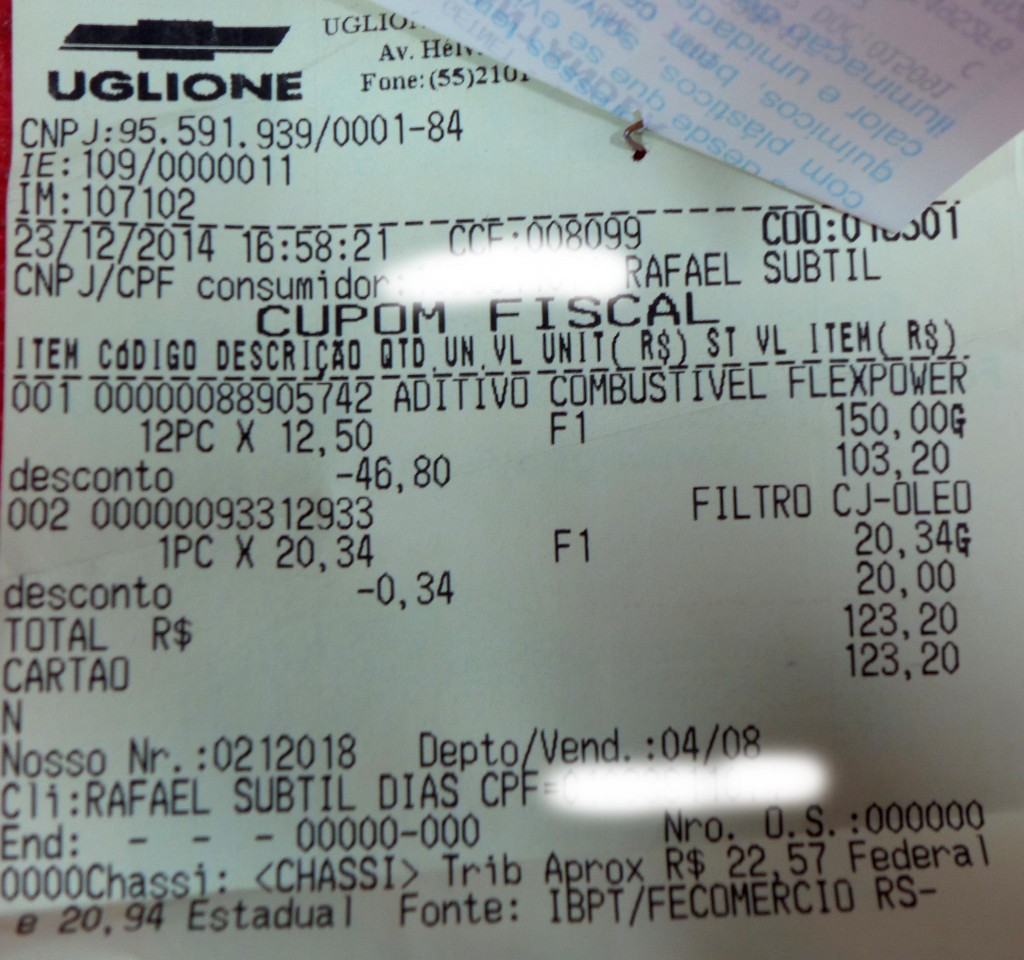 UGLIONE
Av.
Fone:(55)
CNPJ:95.591.939/0001-84
IE:109/0000011
IM:107102
23/12/2014 16:58:21 CCF:008099
CNPJ/CPF consumidor: RAFAEL SUBTIL
CUPOM FISCAL
ITEM CÓDIGO DESCRIÇÃO QTD.UN.VL UNIT( R$) ST VL ITEM( R$)
001 00000088905742 ADITIVO COMBUSTIVEL FLEXPOWER
12PC X 12,50 F1 150,00G
desconto -46,80 103,20
002 00000093312933 FILTRO CJ-OLEO
1PC X 20,34 F1 20,34G
desconto -0,34 20,00
TOTAL R$ 123,20
CARTAO 123,20
N
Nosso Nr.:0212018 Depto/Vend.:04/08
Cli:RAFAEL SUBTIL DIAS CPF=
End: - - - 00000-000 Nro. O.S.:000000
0000Chassi: <CHASSI> Trib Aprox R$ 22,57 Federal
e 20,94 Estadual Fonte: IBPT/FECOMERCIO RS-
com plásticos,
químicos,
calor e umidade